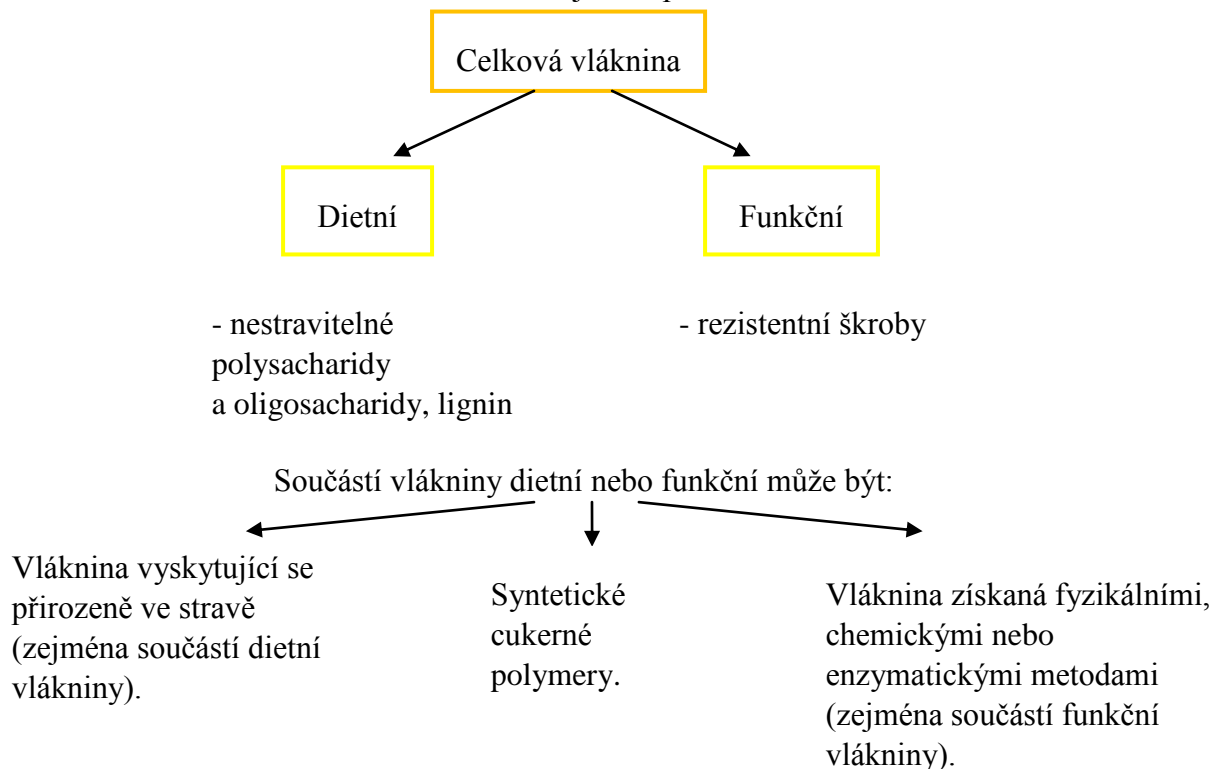 Celková vláknina
Dietní
Funkční
- nestravitelné
polysacharidy
a oligosacharidy, lignin
- rezistentní škroby
Součástí vlákniny dietní nebo funkční může být:
Vláknina vyskytující se
přirozeně ve stravě
(zejména součástí dietní
vlákniny).
Syntetické
cukerné
polymery.
Vláknina získaná fyzikálními,
chemickými nebo
enzymatickými metodami
(zejména součástí funkční
vlákniny).